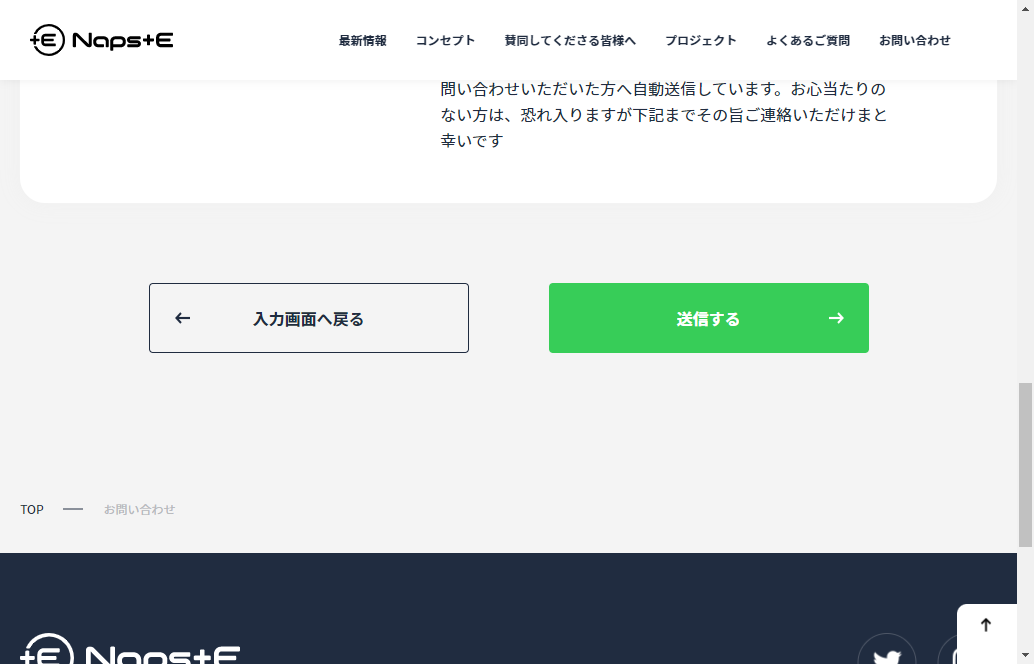 Naps+E
最新情報 コンセプト 賛同してくださる皆様へ プロジェクト よくあるご質問 お問い合わせ
問い合わせいただいた方へ自動送信しています。お心当たりの
ない方は、恐れ入りますが下記までその旨ご連絡いただけまと
幸いです
入力画面へ戻る
送信する
TOP — お問い合わせ
Naps+E